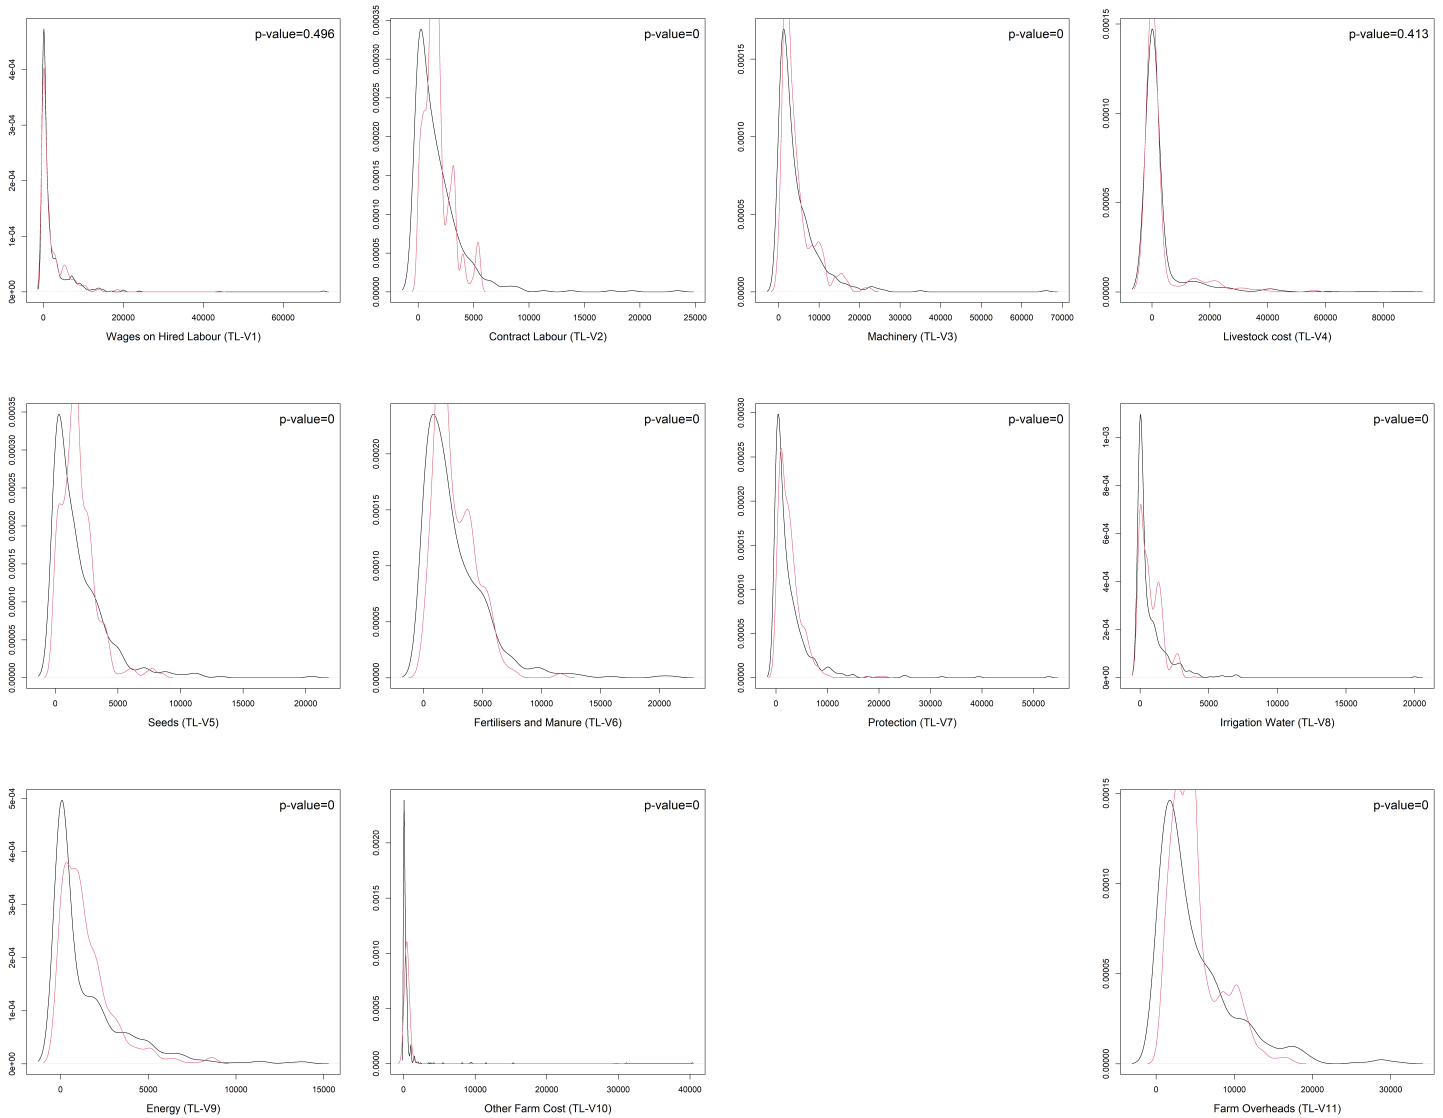 p-value=0.496
0e+00 1e-04 2e-04 3e-04 4e-04
0 20000 40000 60000
Wages on Hired Labour (TL-V1)
p-value=0
0.00000 0.00005 0.00010 0.00015 0.00020 0.00025 0.00030 0.00035
0 5000 10000 15000 20000 25000
Contract Labour (TL-V2)
p-value=0
0.00000 0.00005 0.00010 0.00015
0 10000 20000 30000 40000 50000 60000 70000
Machinery (TL-V3)
p-value=0.413
0.00000 0.00005 0.00010 0.00015
0 20000 40000 60000 80000
Livestock cost (TL-V4)
p-value=0
0.00000 0.00005 0.00010 0.00015 0.00020 0.00025 0.00030 0.00035
0 5000 10000 15000 20000
Seeds (TL-V5)
p-value=0
0.00000 0.00005 0.00010 0.00015 0.00020
0 5000 10000 15000 20000
Fertilisers and Manure (TL-V6)
p-value=0
0.00000 0.00005 0.00010 0.00015 0.00020 0.00025 0.00030
0 10000 20000 30000 40000 50000
Protection (TL-V7)
p-value=0
0e+00 2e-04 4e-04 6e-04 8e-04 1e-03
0 5000 10000 15000 20000
Irrigation Water (TL-V8)
p-value=0
0e+00 1e-04 2e-04 3e-04 4e-04 5e-04
0 5000 10000 15000
Energy (TL-V9)
p-value=0
0.0000 0.0005 0.0010 0.0015 0.0020
0 10000 20000 30000 40000
Other Farm Cost (TL-V10)
p-value=0
0.00000 0.00005 0.00010 0.00015
0 10000 20000 30000
Farm Overheads (TL-V11)